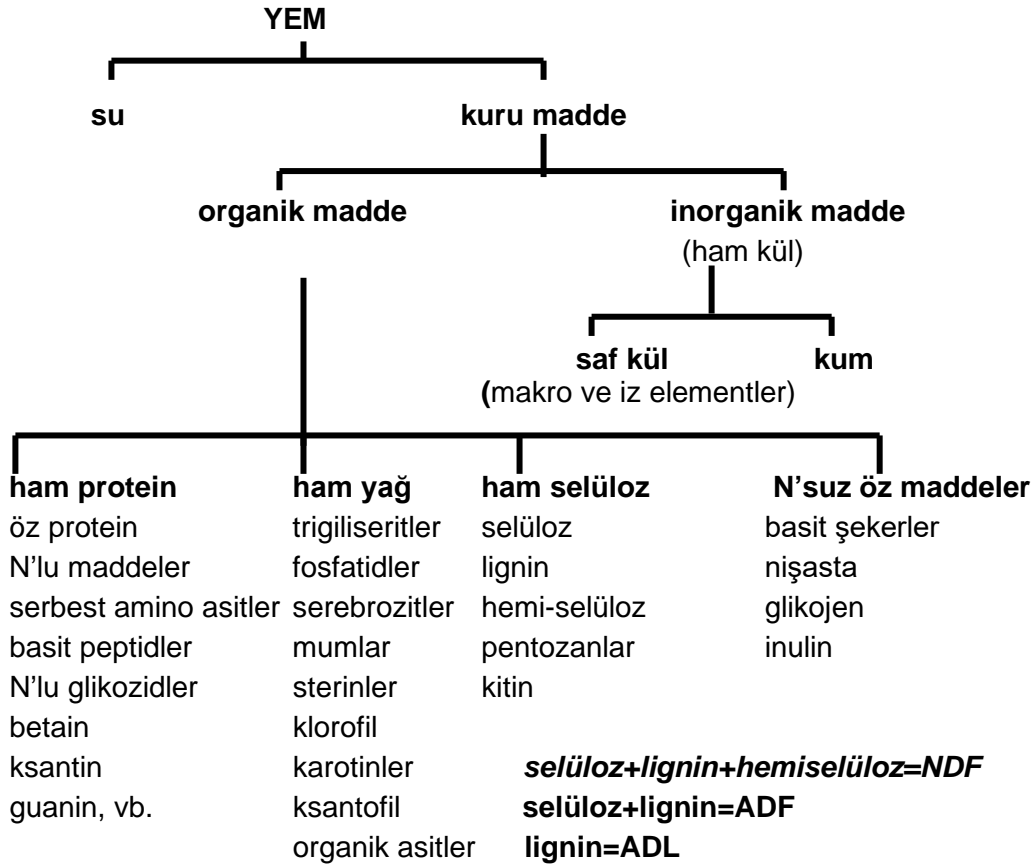 YEM
su kuru madde
organik madde inorganik madde
(ham kül)
saf kül kum
(makro ve iz elementler)
ham protein ham yağ ham selüloz N'suz öz maddeler
öz protein trigiliseritler selüloz basit şekerler
N'lu maddeler fosfatidler lignin nişasta
serbest amino asitler serebrozitler hemi-selüloz glikojen
basit peptidler mumlar pentozanlar inulin
N'lu glikozidler sterinler kitin
betain klorofil
ksantin karotinler selüloz+lignin+hemiselüloz=NDF
guanin, vb. ksantofil selüloz+lignin=ADF
organik asitler lignin=ADL